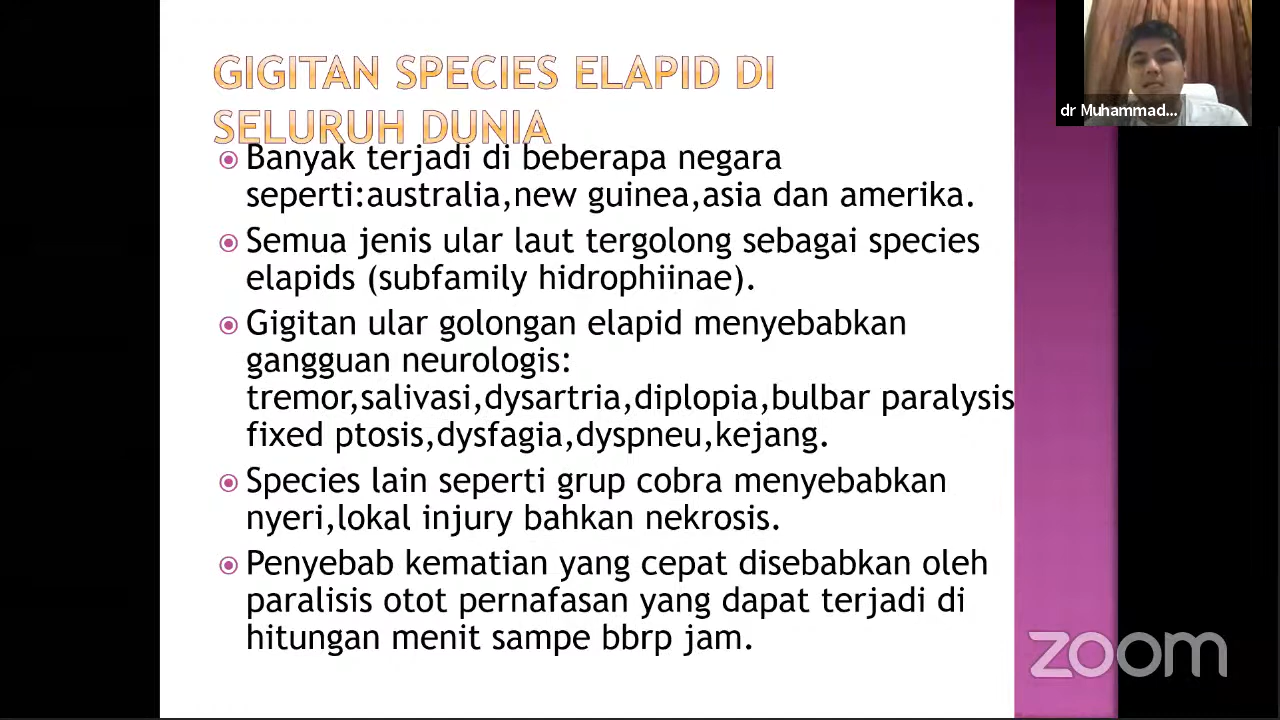 GIGITAN SPECIES ELAPID DI
SELURUH DUNIA
Banyak terjadi di beberapa negara
seperti:australia,new guinea,asia dan amerika.
Semua jenis ular laut tergolong sebagai species
elapids (subfamily hidrophiinae).
Gigitan ular golongan elapid menyebabkan
gangguan neurologis:
tremor,salivasi,dysartria,diplopia,bulbar paralysis
fixed ptosis,dysfagia,dyspneu,kejang.
Species lain seperti grup cobra menyebabkan
nyeri,lokal injury bahkan nekrosis.
Penyebab kematian yang cepat disebabkan oleh
paralisis otot pernafasan yang dapat terjadi di
hitungan menit sampe bbrp jam.
dr Muhammad...
zoom